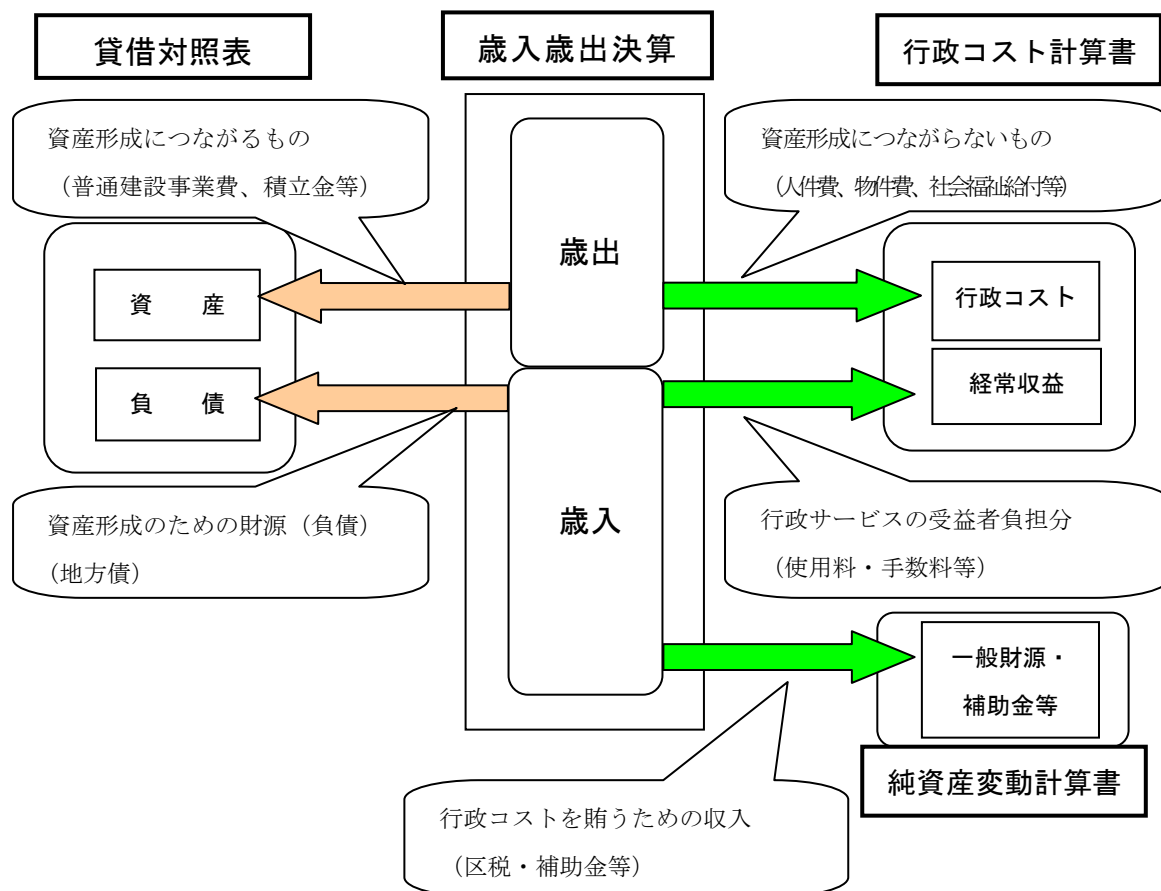 貸借対照表
歳入歳出決算
行政コスト計算書
資産形成につながるもの
（普通建設事業費、積立金等）
資産形成につながらないもの
（人件費、物件費、社会福祉給付等）
歳出
資　産
行政コスト
負　債
経常収益
資産形成のための財源（負債）
（地方債）
歳入
行政サービスの受益者負担分
（使用料・手数料等）
一般財源・
補助金等
純資産変動計算書
行政コストを賄うための収入
（区税・補助金等）